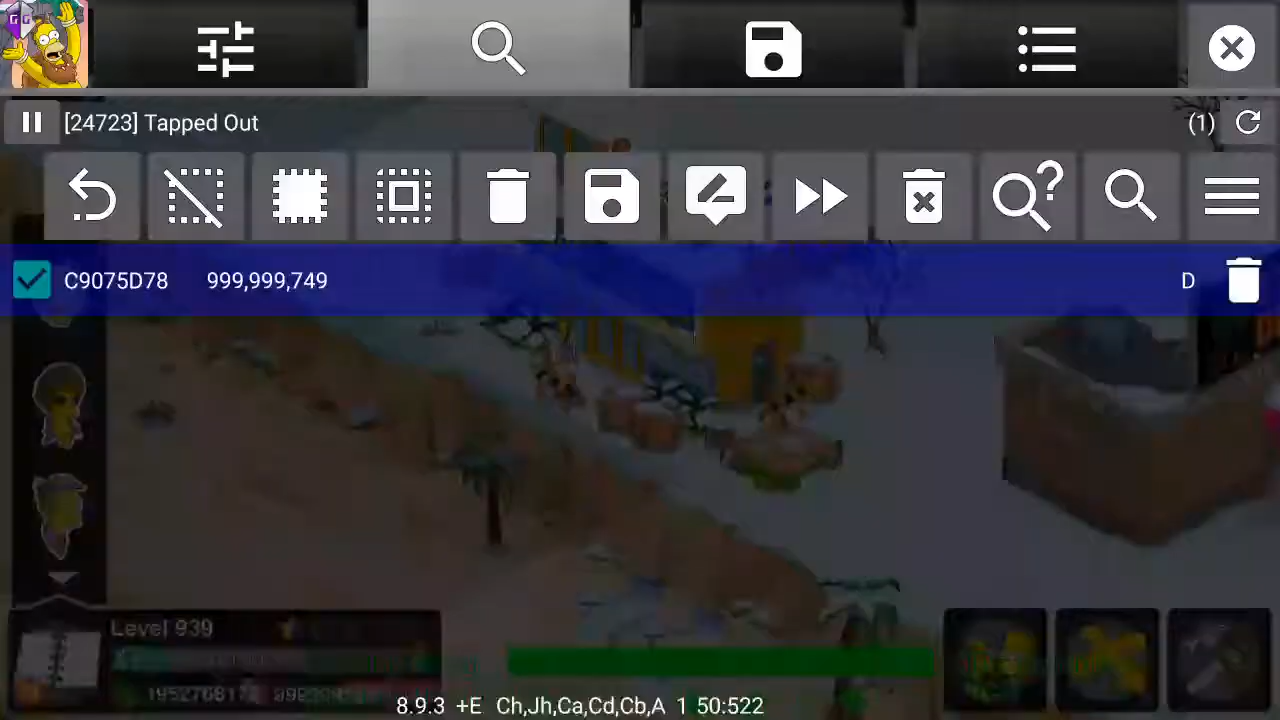 [24723] Tapped Out (1)
C9075D78 999,999,749 D
Level 939
8.9.3 +E Ch,Jh,Ca,Cd,Cb,A 1 50:522